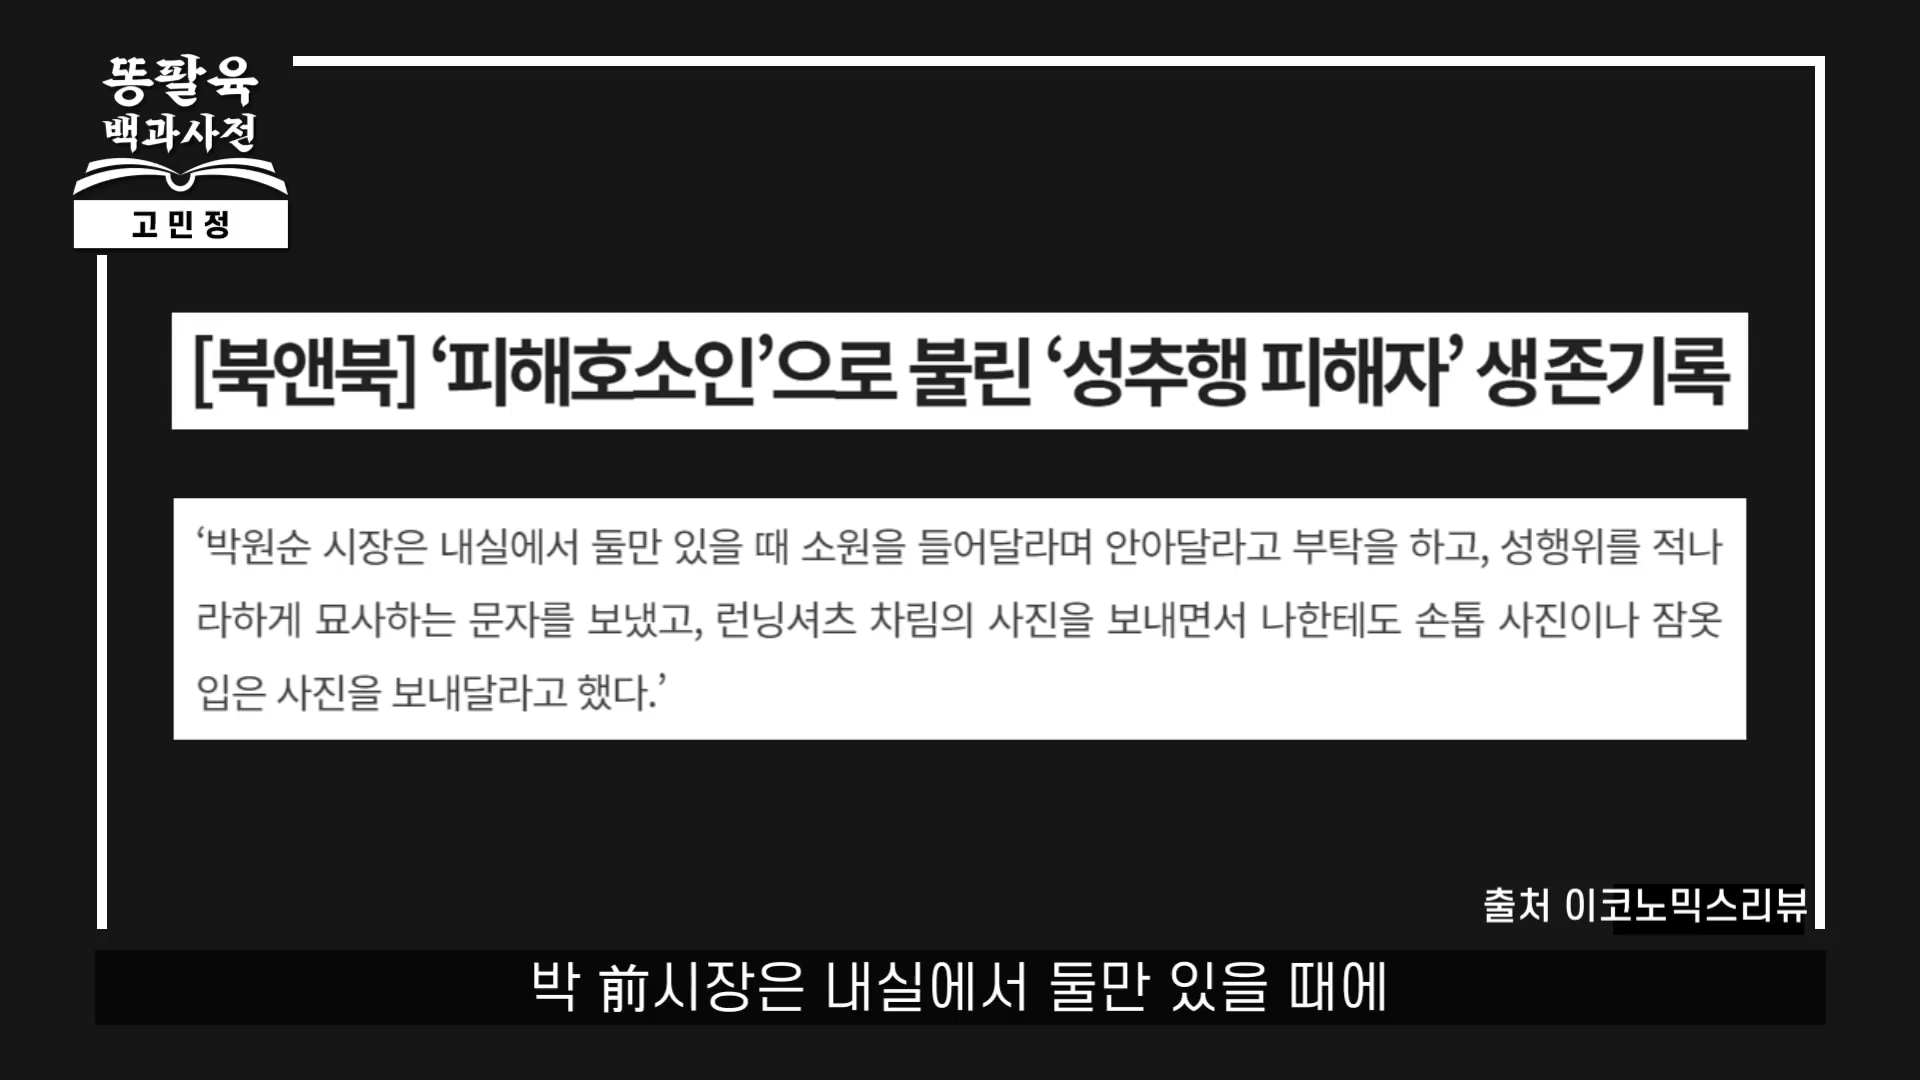 똥팔육
백과사전
고민정
[북앤북] ‘피해호소인’으로 불린 ‘성추행 피해자’ 생존기록
‘박원순 시장은 내실에서 둘만 있을 때 소원을 들어달라며 안아달라고 부탁을 하고, 성행위를 적나
라하게 묘사하는 문자를 보냈고, 런닝셔츠 차림의 사진을 보내면서 나한테도 손톱 사진이나 잠옷
입은 사진을 보내달라고 했다.’
출처 이코노믹스리뷰
박 前시장은 내실에서 둘만 있을 때에